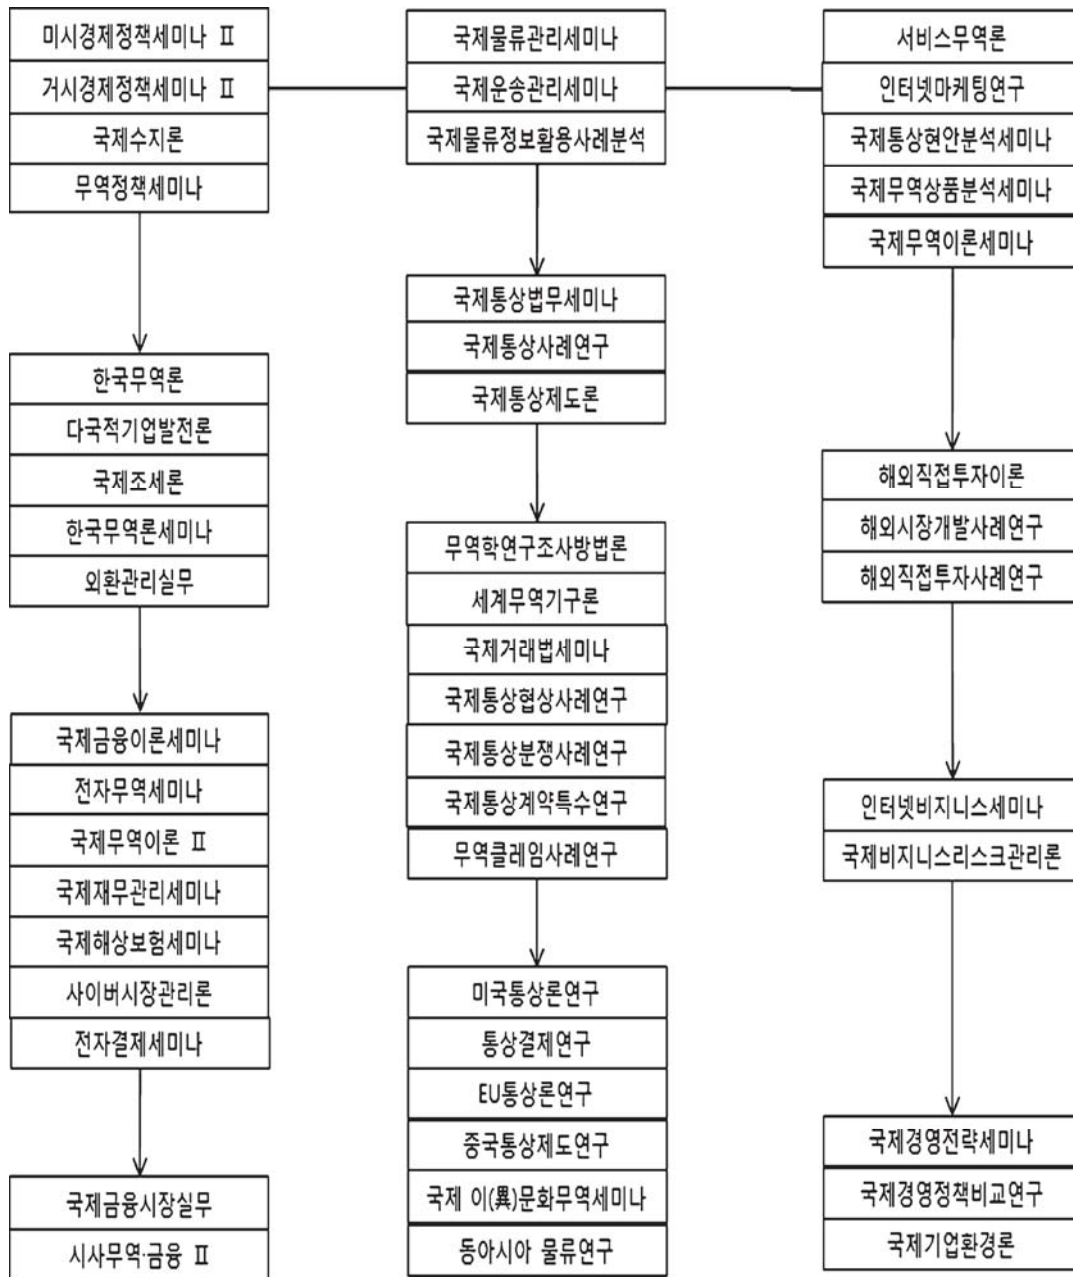 미시경제정책세미나 Ⅱ
거시경제정책세미나 Ⅱ
국제수지론
무역정책세미나
한국무역론
다국적기업발전론
국제조세론
한국무역론세미나
외환관리실무
국제금융이론세미나
전자무역세미나
국제무역이론 Ⅱ
국제재무관리세미나
국제해상보험세미나
사이버시장관리론
전자결제세미나
국제금융시장실무
시사무역·금융 Ⅱ
국제물류관리세미나
국제운송관리세미나
국제물류정보활용사례분석
국제통상법무세미나
국제통상사례연구
국제통상제도론
무역학연구조사방법론
세계무역기구론
국제거래법세미나
국제통상협상사례연구
국제통상분쟁사례연구
국제통상계약특수연구
무역클레임사례연구
미국통상론연구
통상결제연구
EU통상론연구
중국통상제도연구
국제 이(異)문화무역세미나
동아시아 물류연구
서비스무역론
인터넷마케팅연구
국제통상현안분석세미나
국제무역상품분석세미나
국제무역이론세미나
해외직접투자이론
해외시장개발사례연구
해외직접투자사례연구
인터넷비지니스세미나
국제비지니스리스크관리론
국제경영전략세미나
국제경영정책비교연구
국제기업환경론